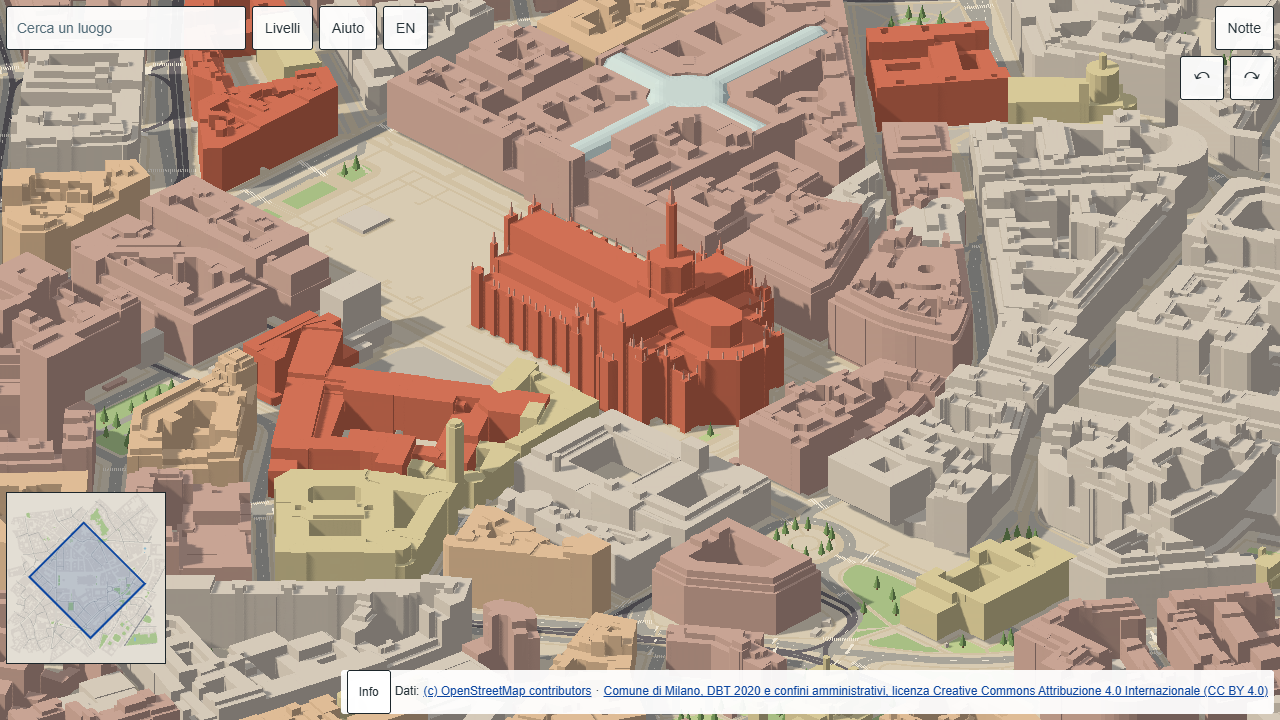 Cerca un luogo
Livelli
Aiuto
EN
Notte
Info
Dati: (c) OpenStreetMap contributors · Comune di Milano, DBT 2020 e confini amministrativi, licenza Creative Commons Attribuzione 4.0 Internazionale (CC BY 4.0)